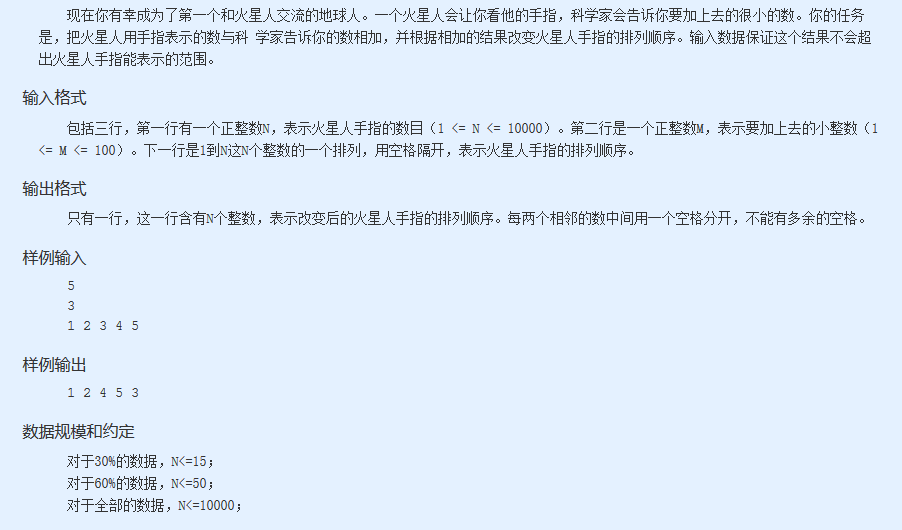 现在你有幸成为了第一个和火星人交流的地球人。一个火星人会让你看他的手指，科学家会告诉你要加上去的很小的数。你的任务
是，把火星人用手指表示的数与科 学家告诉你的数相加，并根据相加的结果改变火星人手指的排列顺序。输入数据保证这个结果不会超
出火星人手指能表示的范围。
输入格式
包括三行，第一行有一个正整数N，表示火星人手指的数目（1 <= N <= 10000）。第二行是一个正整数M，表示要加上去的小整数（1
<= M <= 100）。下一行是1到N这N个整数的一个排列，用空格隔开，表示火星人手指的排列顺序。
输出格式
只有一行，这一行含有N个整数，表示改变后的火星人手指的排列顺序。每两个相邻的数中间用一个空格分开，不能有多余的空格。
样例输入
5
3
1 2 3 4 5
样例输出
1 2 4 5 3
数据规模和约定
对于30%的数据，N<=15；
对于60%的数据，N<=50；
对于全部的数据，N<=10000；